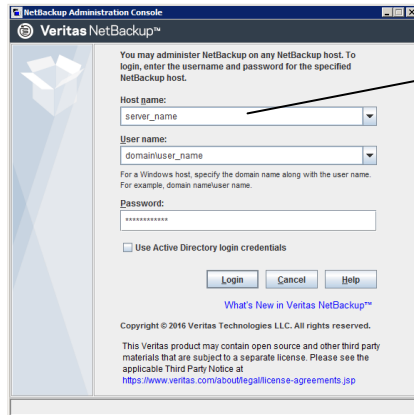 NetBackup Administration Console
Veritas NetBackup™
You may administer NetBackup on any NetBackup host. To
login, enter the username and password for the specified
NetBackup host.
Host name:
server_name
User name:
domain\user_name
For a Windows host, specify the domain name along with the user name.
For example, domain name\user name.
Password:
************
Use Active Directory login credentials
Login Cancel Help
What's New in Veritas NetBackup™
Copyright © 2016 Veritas Technologies LLC. All rights reserved.
This Veritas product may contain open source and other third party
materials that are subject to a separate license. Please see the
applicable Third Party Notice at
https://www.veritas.com/about/legal/license-agreements.jsp